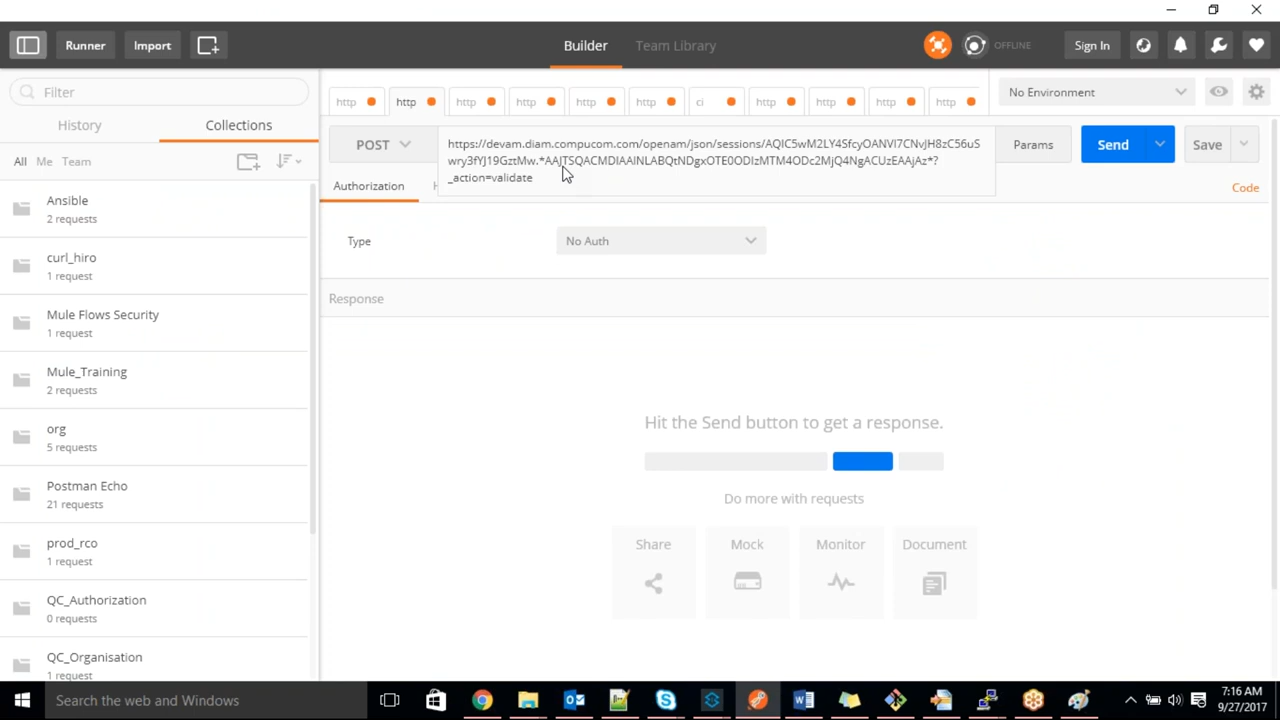 Runner
Import
Builder
Team Library
OFFLINE
Sign In
Filter
History
Collections
All Me Team
Ansible
2 requests
curl_hiro
1 request
Mule Flows Security
1 request
Mule_Training
2 requests
org
5 requests
Postman Echo
21 requests
prod_rco
1 request
QC_Authorization
0 requests
QC_Organisation
1 request
http
http
http
http
http
http
ci
http
http
http
http
No Environment
POST
https://devam.diam.compucom.com/openam/json/sessions/AQIC5wM2LY4SfcyOANVl7CNvJH8zC56uS
wry3fYJ19GztMw.*AAJTSQACMDIAAlNLABQtNDgxOTE0ODIzMTM4ODc2MjQ4NgACUzEAAjAz*?
_action=validate
Params
Send
Save
Authorization
Code
Type
No Auth
Response
Hit the Send button to get a response.
Do more with requests
Share
Mock
Monitor
Document
Search the web and Windows
7:16 AM
9/27/2017